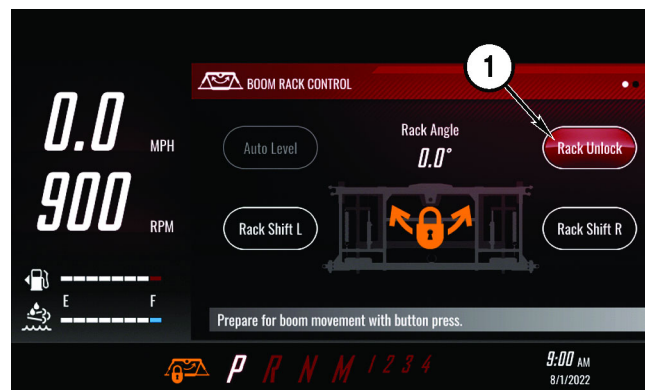 1
BOOM RACK CONTROL
0.0 MPH
Auto Level
Rack Angle
0.0°
Rack Unlock
900 RPM
Rack Shift L
Rack Shift R
E F
Prepare for boom movement with button press.
P R N M 1 2 3 4
9:00 AM
8/1/2022